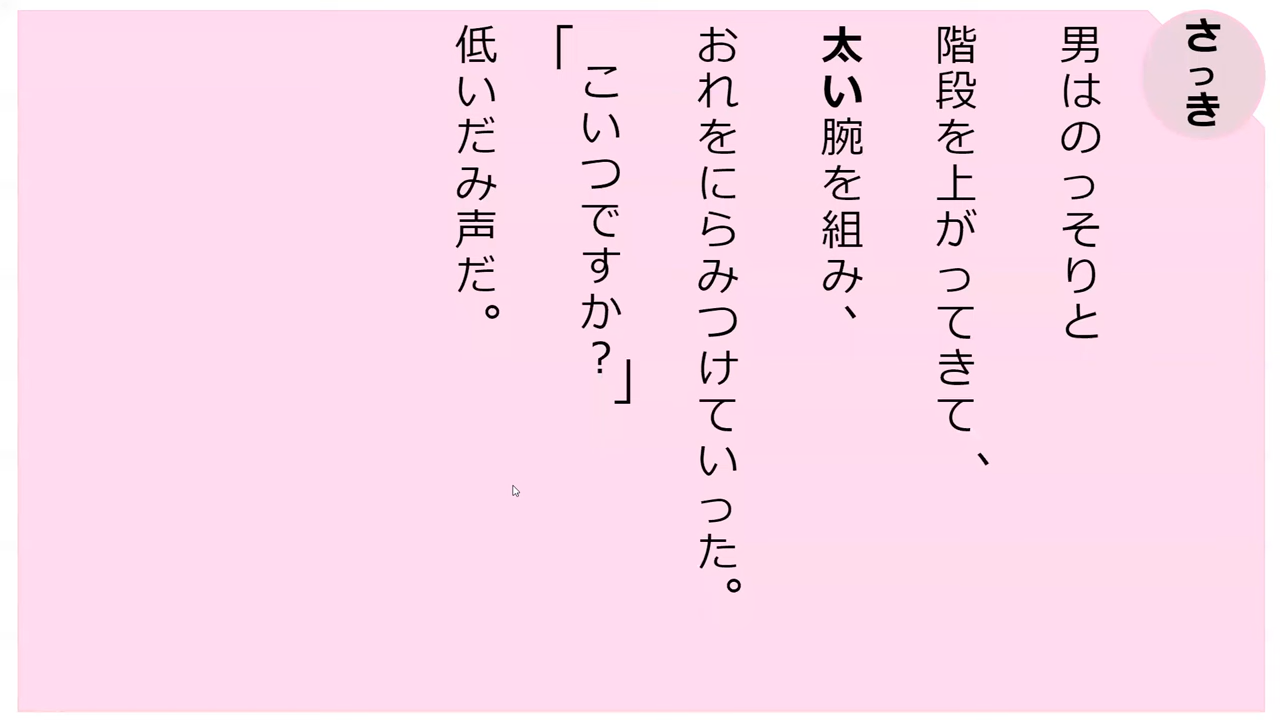 さっき
男はのっそりと
階段を上がってきて、
太い腕を組み、
おれをにらみつけていった。
「こいつですか?」
低いだみ声だ。